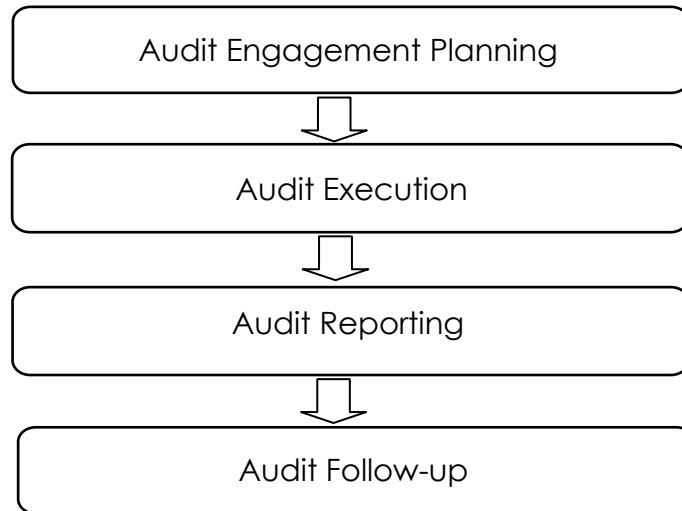 Audit Engagement Planning
Audit Execution
Audit Reporting
Audit Follow-up